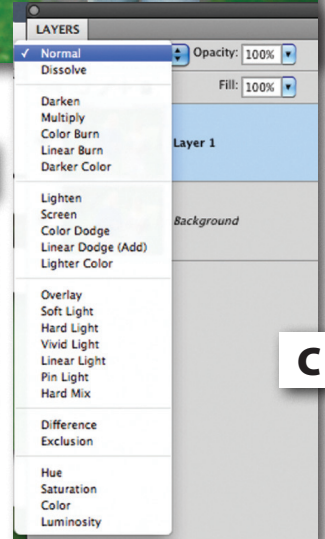 LAYERS
✓ Normal
Opacity: 100%
Dissolve
Fill: 100%
Darken
Multiply
Color Burn
Linear Burn
Darker Color
Layer 1
Lighten
Screen
Color Dodge
Linear Dodge (Add)
Lighter Color
Background
Overlay
Soft Light
Hard Light
Vivid Light
Linear Light
Pin Light
Hard Mix
C
Difference
Exclusion
Hue
Saturation
Color
Luminosity